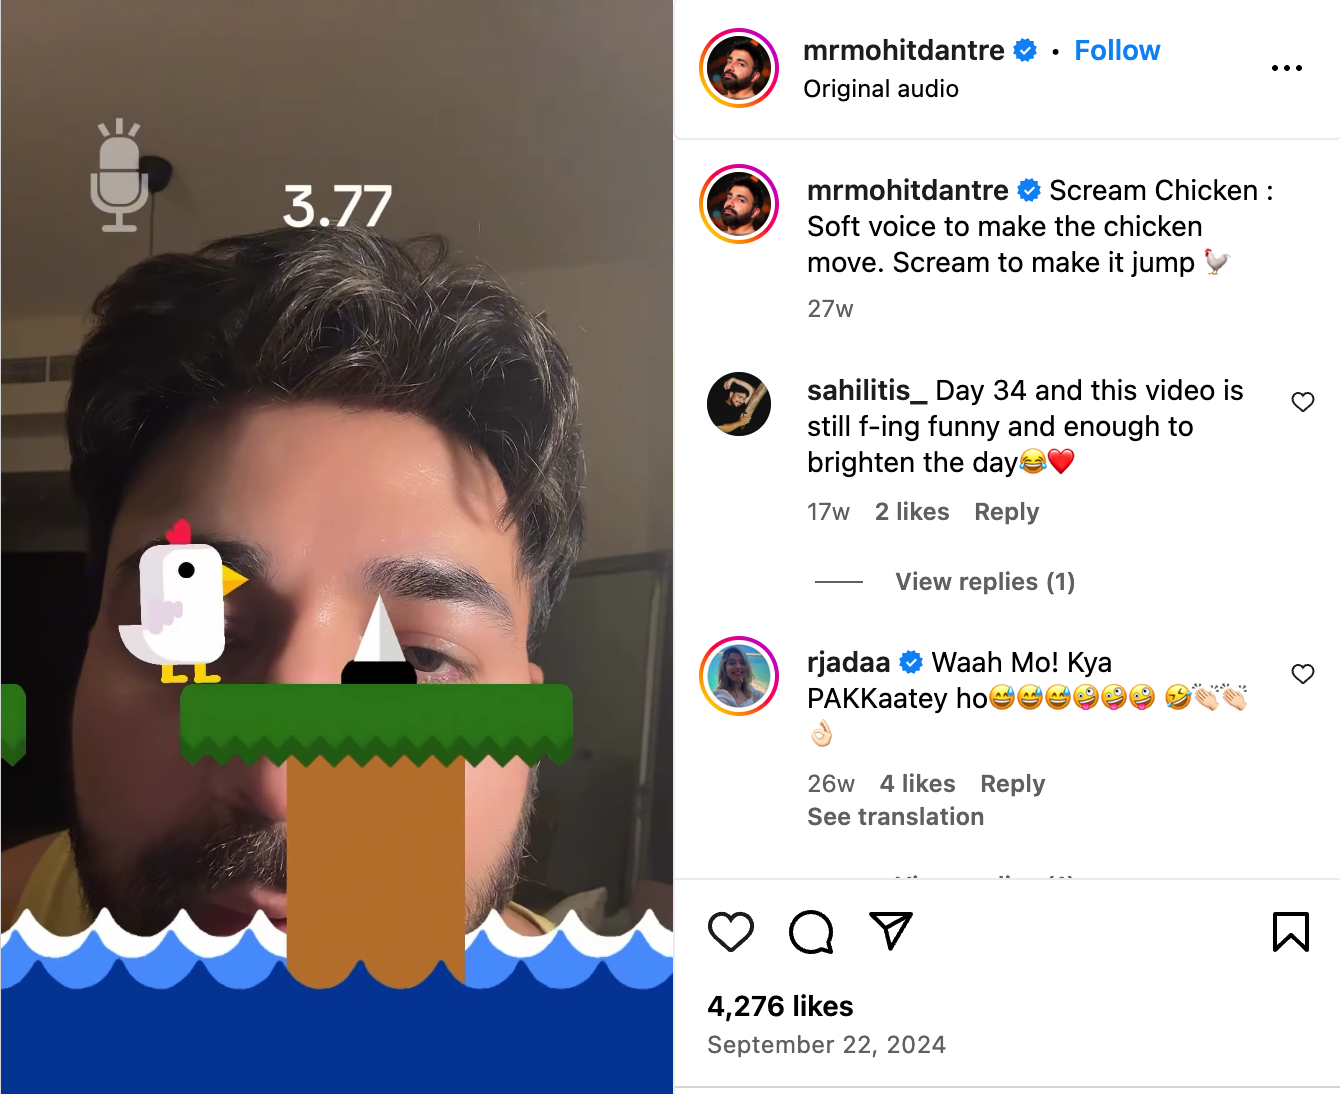 3.77
mrmohitdantre • Follow
Original audio
mrmohitdantre Scream Chicken :
Soft voice to make the chicken
move. Scream to make it jump 🐓
27w
sahilitis_ Day 34 and this video is
still f-ing funny and enough to
brighten the day😂❤️
17w 2 likes Reply
View replies (1)
rjadaa Waah Mo! Kya
PAKKaatey ho😅😅😅🤪🤪🤪 🤣👏🏻👏🏻
👌🏻
26w 4 likes Reply
See translation
4,276 likes
September 22, 2024